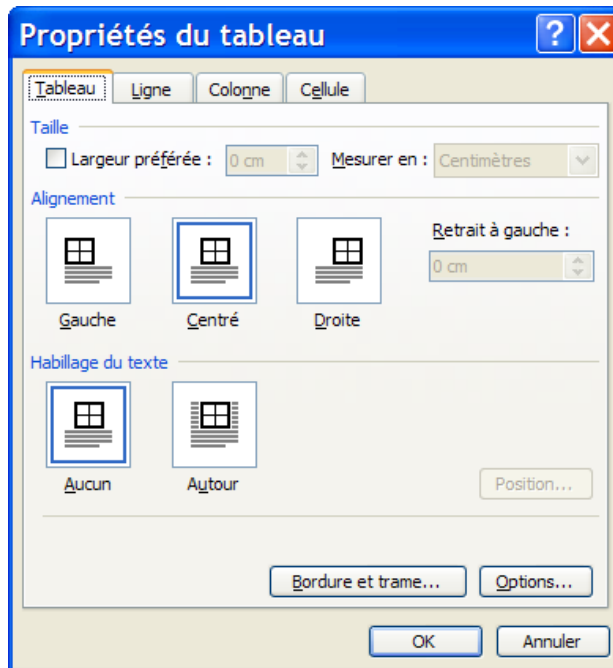 Propriétés du tableau ?
Tableau Ligne Colonne Cellule
Taille
Largeur préférée : 0 cm Mesurer en : Centimètres
Alignement
Retrait à gauche :
0 cm
Gauche Centré Droite
Habillage du texte
Aucun Autour Position...
Bordure et trame... Options...
OK Annuler